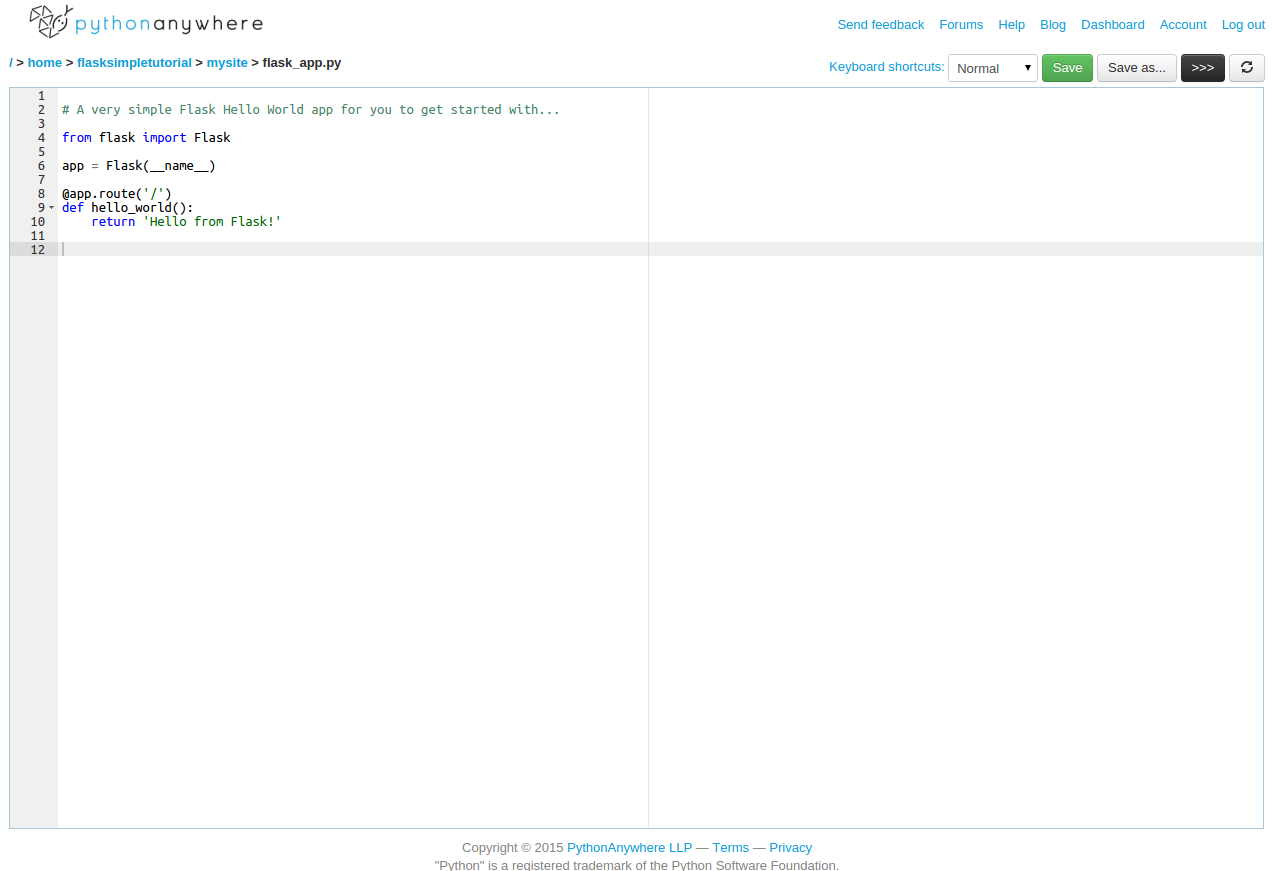 pythonanywhere
Send feedback Forums Help Blog Dashboard Account Log out
/ > home > flasksimpletutorial > mysite > flask_app.py
Keyboard shortcuts: Normal Save Save as... >>>
1
2 # A very simple Flask Hello World app for you to get started with...
3
4 from flask import Flask
5
6 app = Flask(__name__)
7
8 @app.route('/')
9 def hello_world():
10     return 'Hello from Flask!'
11
12
Copyright © 2015 PythonAnywhere LLP — Terms — Privacy
"Python" is a registered trademark of the Python Software Foundation.